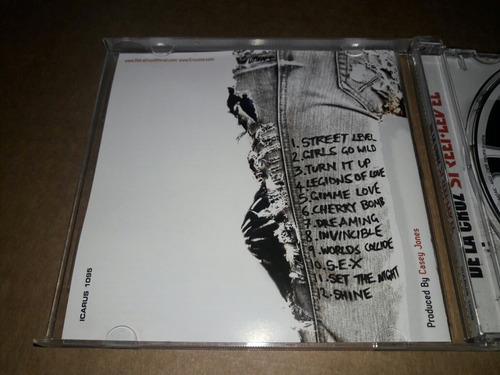 1. STREET LEVEL
2. GIRLS GO WILD
3. TURN IT UP
4. LEGIONS OF LOVE
5. GIMME LOVE
6. CHERRY BOMB
7. DREAMING
8. INVINCIBLE
9. WORLDS COLLIDE
10. S.E.X
11. SET THE NIGHT
12. SHINE
ICARUS 1095
Produced By Casey Jones
DE LA CRUZ STREET LEVEL